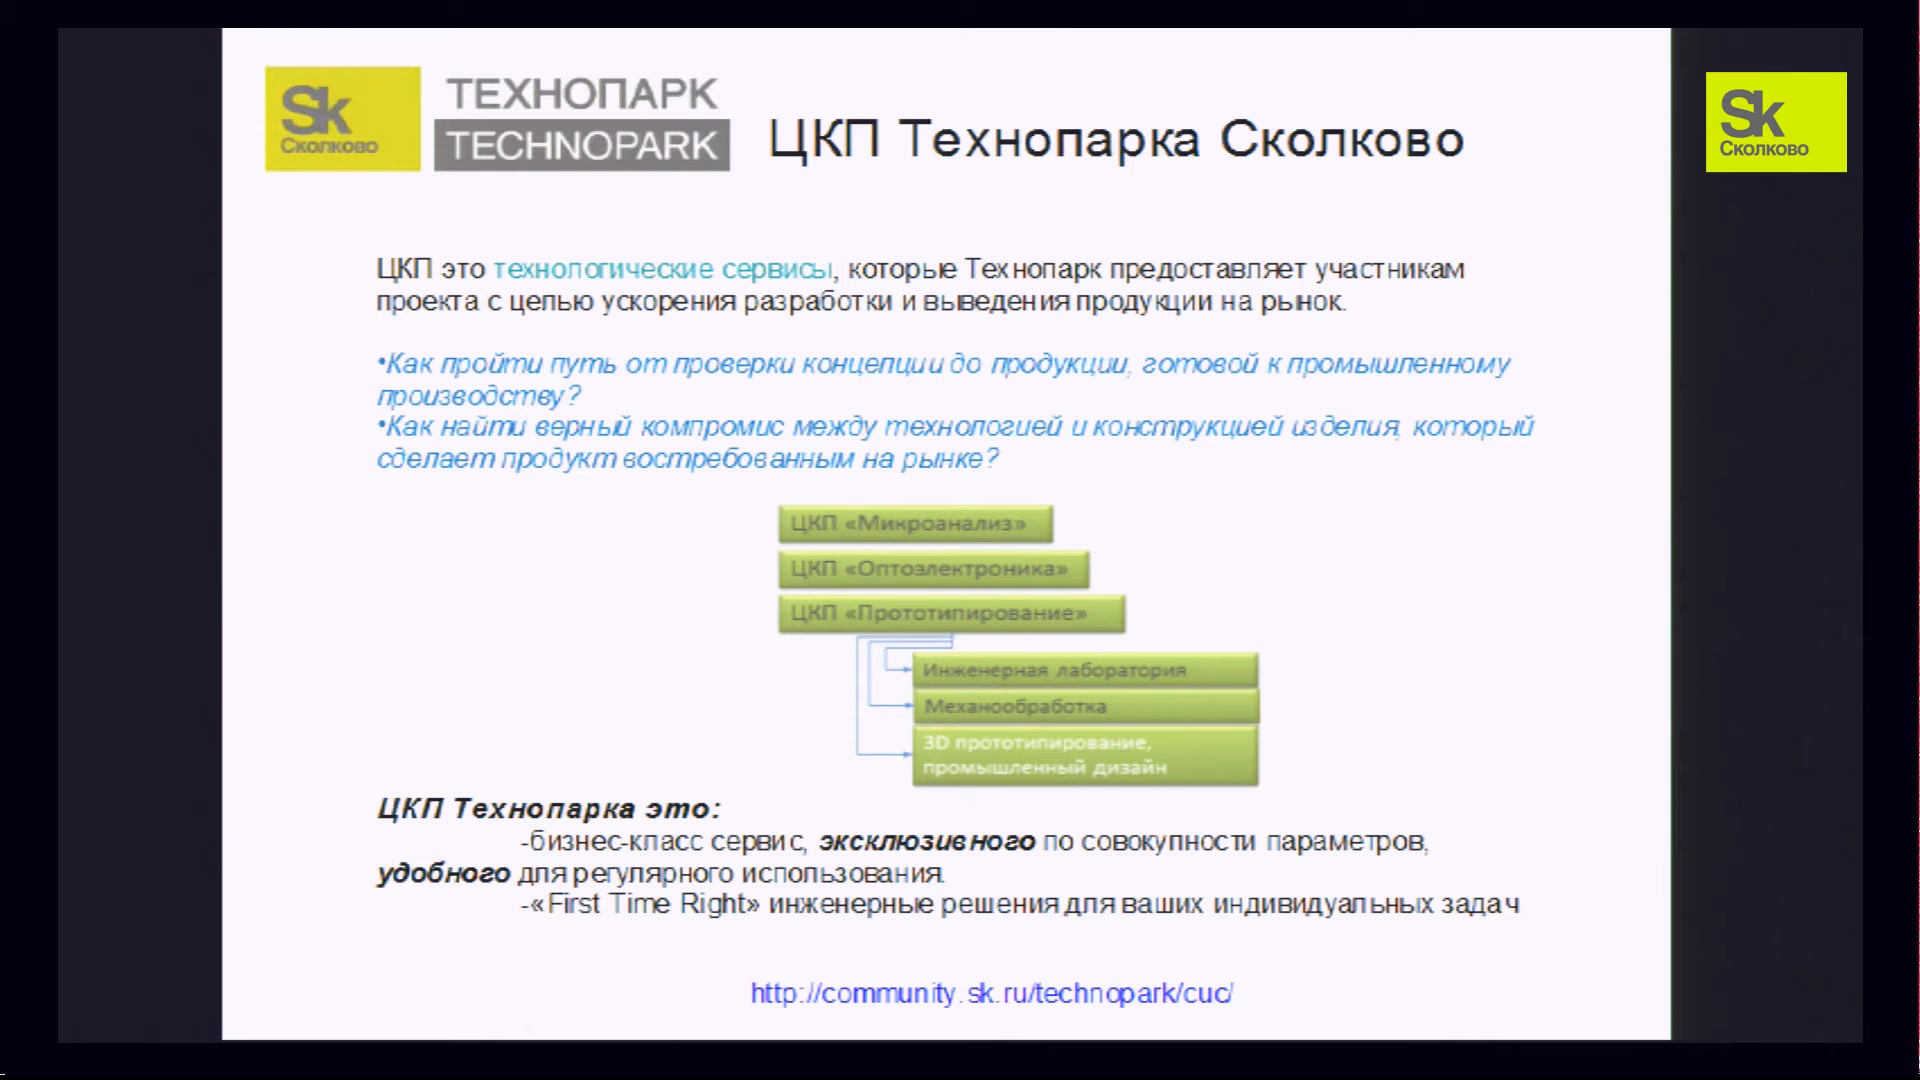 Sk
Сколково
ТЕХНОПАРК
TECHNOPARK
ЦКП Технопарка Сколково
Sk
Сколково
ЦКП это технологические сервисы, которые Технопарк предоставляет участникам
проекта с целью ускорения разработки и выведения продукции на рынок.
•Как пройти путь от проверки концепции до продукции, готовой к промышленному
производству?
•Как найти верный компромис между технологией и конструкцией изделия, который
сделает продукт востребованным на рынке?
ЦКП «Микроанализ»
ЦКП «Оптоэлектроника»
ЦКП «Прототипирование»
Инженерная лаборатория
Механообработка
3D прототипирование,
промышленный дизайн
ЦКП Технопарка это:
-бизнес-класс сервис, эксклюзивного по совокупности параметров,
удобного для регулярного использования.
-«First Time Right» инженерные решения для ваших индивидуальных задач
http://community.sk.ru/technopark/cuc/